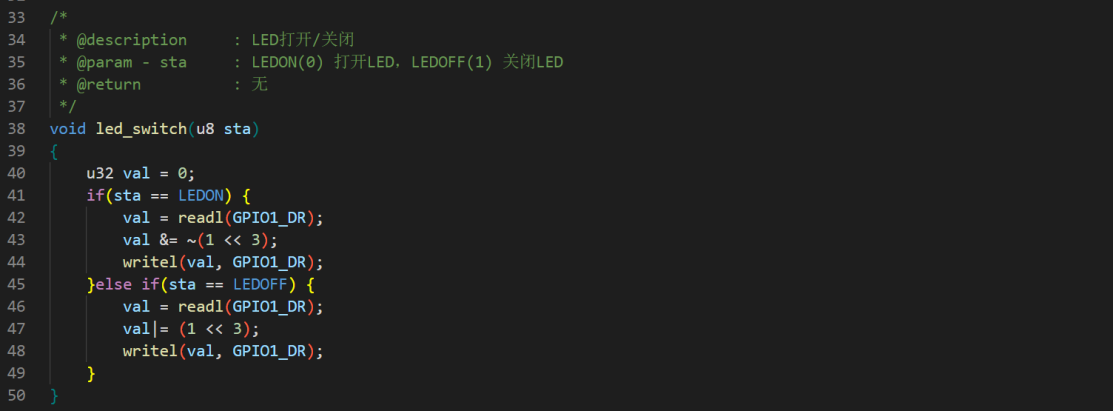 33 /*
34  * @description     : LED打开/关闭
35  * @param - sta     : LEDON(0) 打开LED，LEDOFF(1) 关闭LED
36  * @return          : 无
37  */
38 void led_switch(u8 sta)
39 {
40     u32 val = 0;
41     if(sta == LEDON) {
42         val = readl(GPIO1_DR);
43         val &= ~(1 << 3);
44         writel(val, GPIO1_DR);
45     }else if(sta == LEDOFF) {
46         val = readl(GPIO1_DR);
47         val|= (1 << 3);
48         writel(val, GPIO1_DR);
49     }
50 }